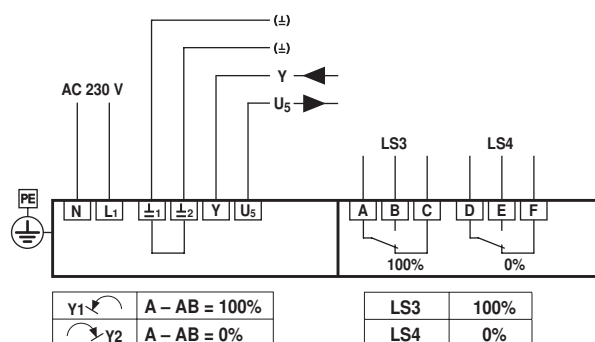 (⊥)
(⊥)
Y
U5
AC 230 V
LS3 LS4
PE
N L1 ⊥1 ⊥2 Y U5 A B C D E F
100% 0%
Y1 A – AB = 100% LS3 100%
Y2 A – AB = 0% LS4 0%